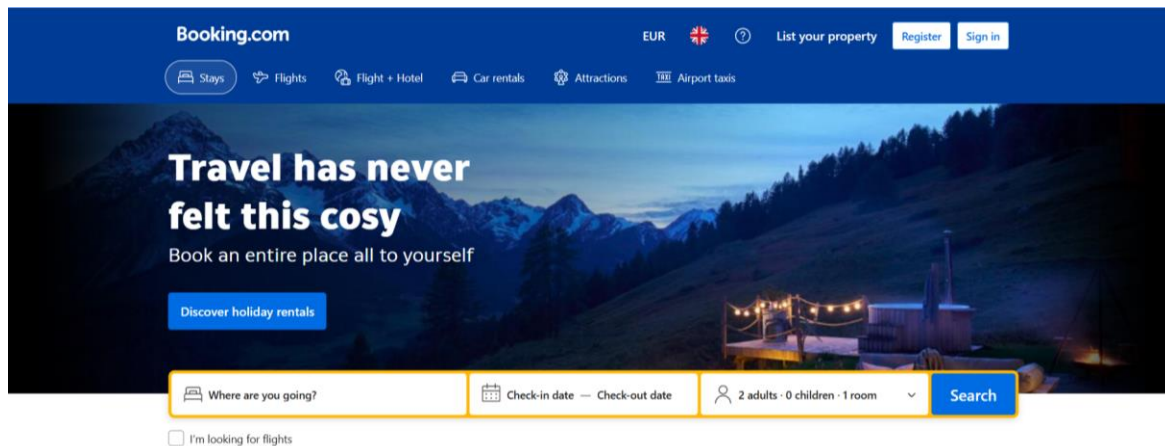 Booking.com
EUR
List your property
Register
Sign in
Stays
Flights
Flight + Hotel
Car rentals
Attractions
TAXI
Airport taxis
Travel has never
felt this cosy
Book an entire place all to yourself
Discover holiday rentals
Where are you going?
Check-in date — Check-out date
2 adults · 0 children · 1 room
Search
I'm looking for flights